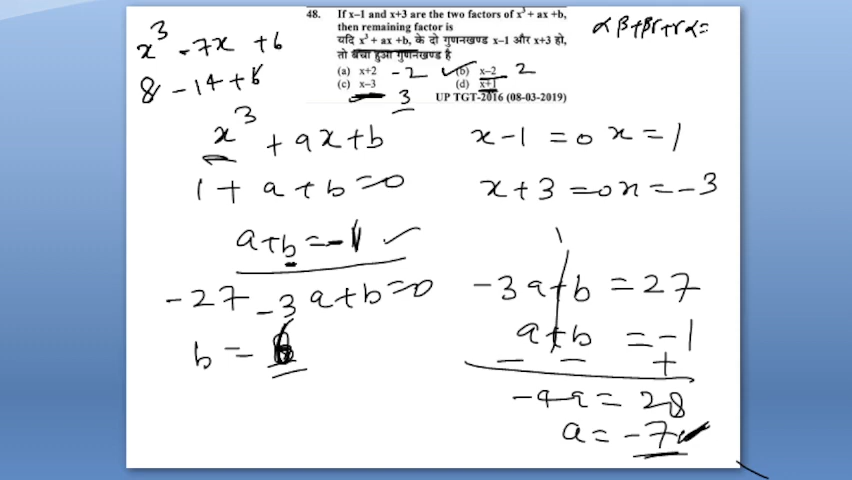 48. If x–1 and x+3 are the two factors of x³ + ax +b,
then remaining factor is
यदि x³ + ax +b, के दो गुणनखण्ड x–1 और x+3 हो,
तो बचा हुआ गुणनखण्ड है
(a) x+2 -2 ✓(b) x–2 2
(c) x–3 (d) x+1
3
UP TGT-2016 (08-03-2019)
αβ+βr+rα=
x³ -7x +6
8 -14+6
x³ + ax+b
1 + a+b=0
a+b=-1 ✓
-27 -3a+b=0
b = 6
x-1 =0 x=1
x+3 =0 x=-3
-3a+b = 27
a+b = -1
- - +
-4a = 28
a = -7